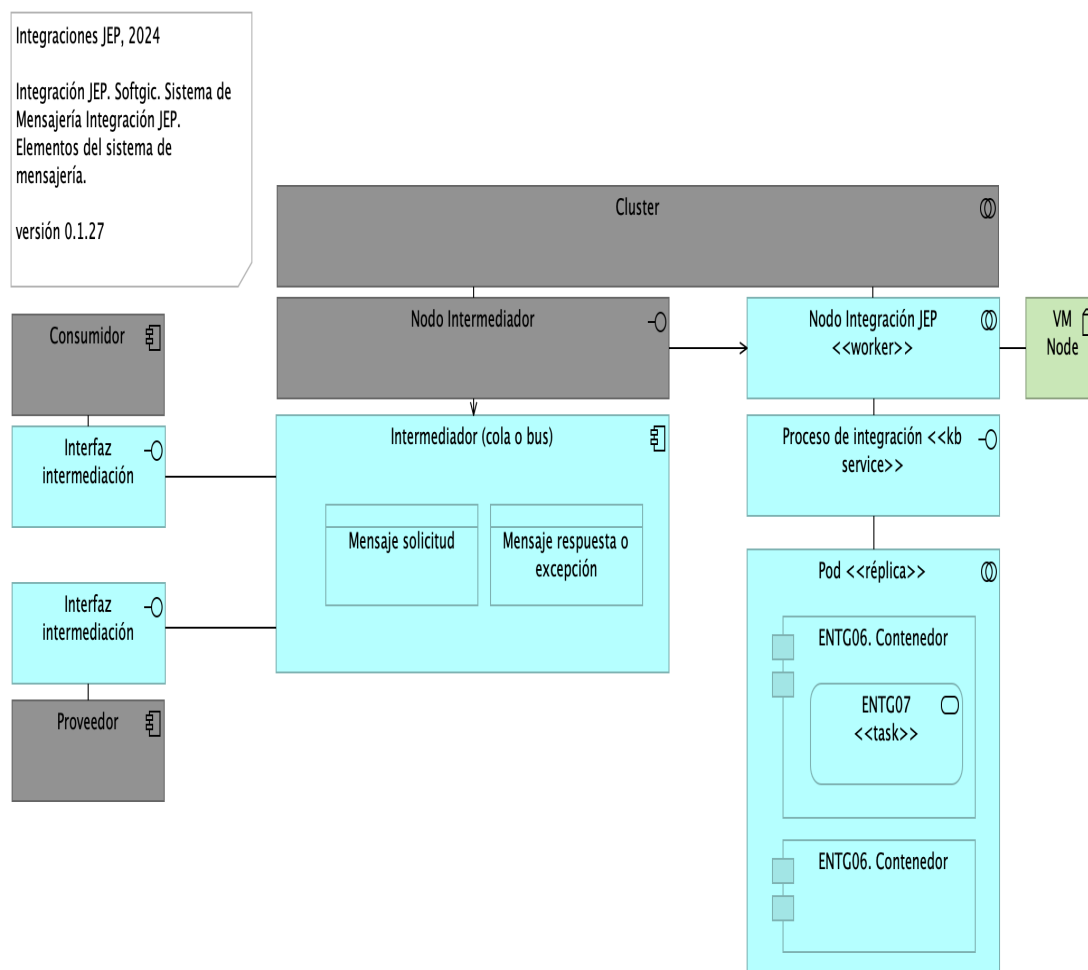 Integraciones JEP, 2024
Integración JEP. Softgic. Sistema de
Mensajería Integración JEP.
Elementos del sistema de
mensajería.
versión 0.1.27
Cluster
Consumidor
Nodo Intermediador
Nodo Integración JEP
<<worker>>
VM
Node
Interfaz
intermediación
Intermediador (cola o bus)
Proceso de integración <<kb
service>>
Mensaje solicitud
Mensaje respuesta o
excepción
Interfaz
intermediación
Pod <<réplica>>
ENTG06. Contenedor
ENTG07
<<task>>
Proveedor
ENTG06. Contenedor